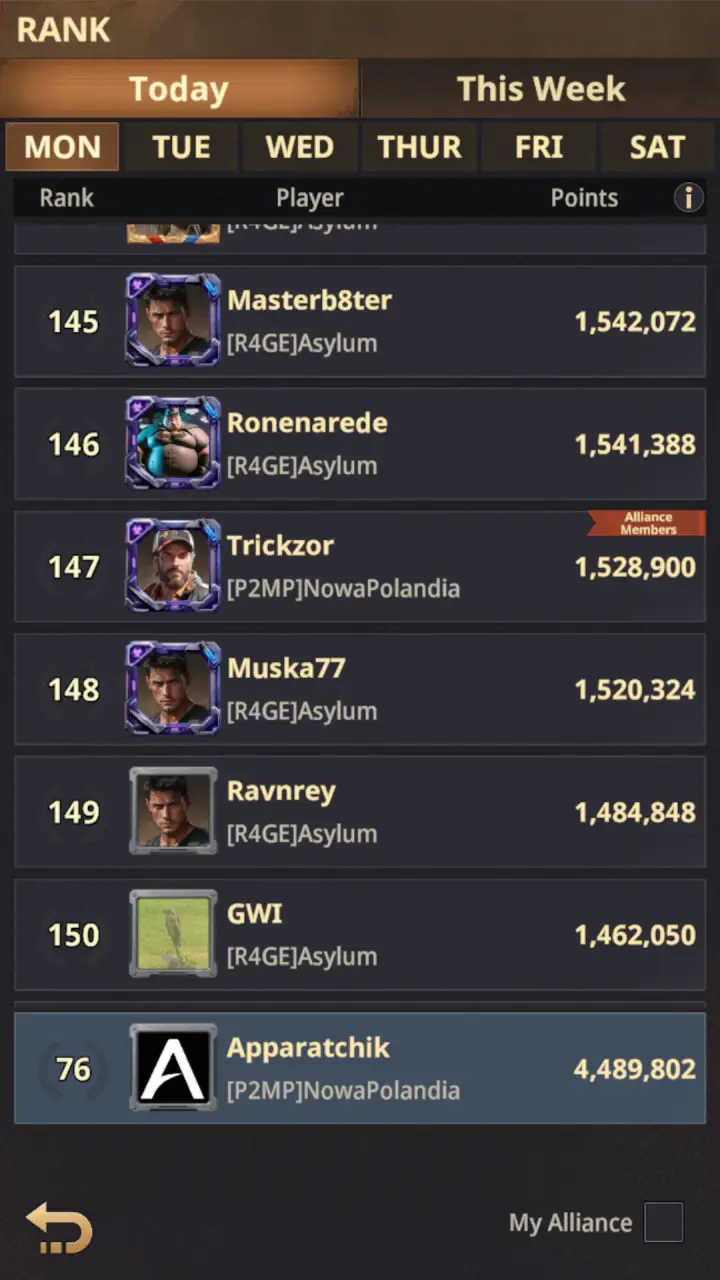 RANK
Today
This Week
MON
TUE
WED
THUR
FRI
SAT
Rank
Player
Points
[R4GE]Asylum
145
Masterb8ter
[R4GE]Asylum
1,542,072
146
Ronenarede
[R4GE]Asylum
1,541,388
Alliance
Members
147
Trickzor
[P2MP]NowaPolandia
1,528,900
148
Muska77
[R4GE]Asylum
1,520,324
149
Ravnrey
[R4GE]Asylum
1,484,848
150
GWI
[R4GE]Asylum
1,462,050
76
Apparatchik
[P2MP]NowaPolandia
4,489,802
My Alliance